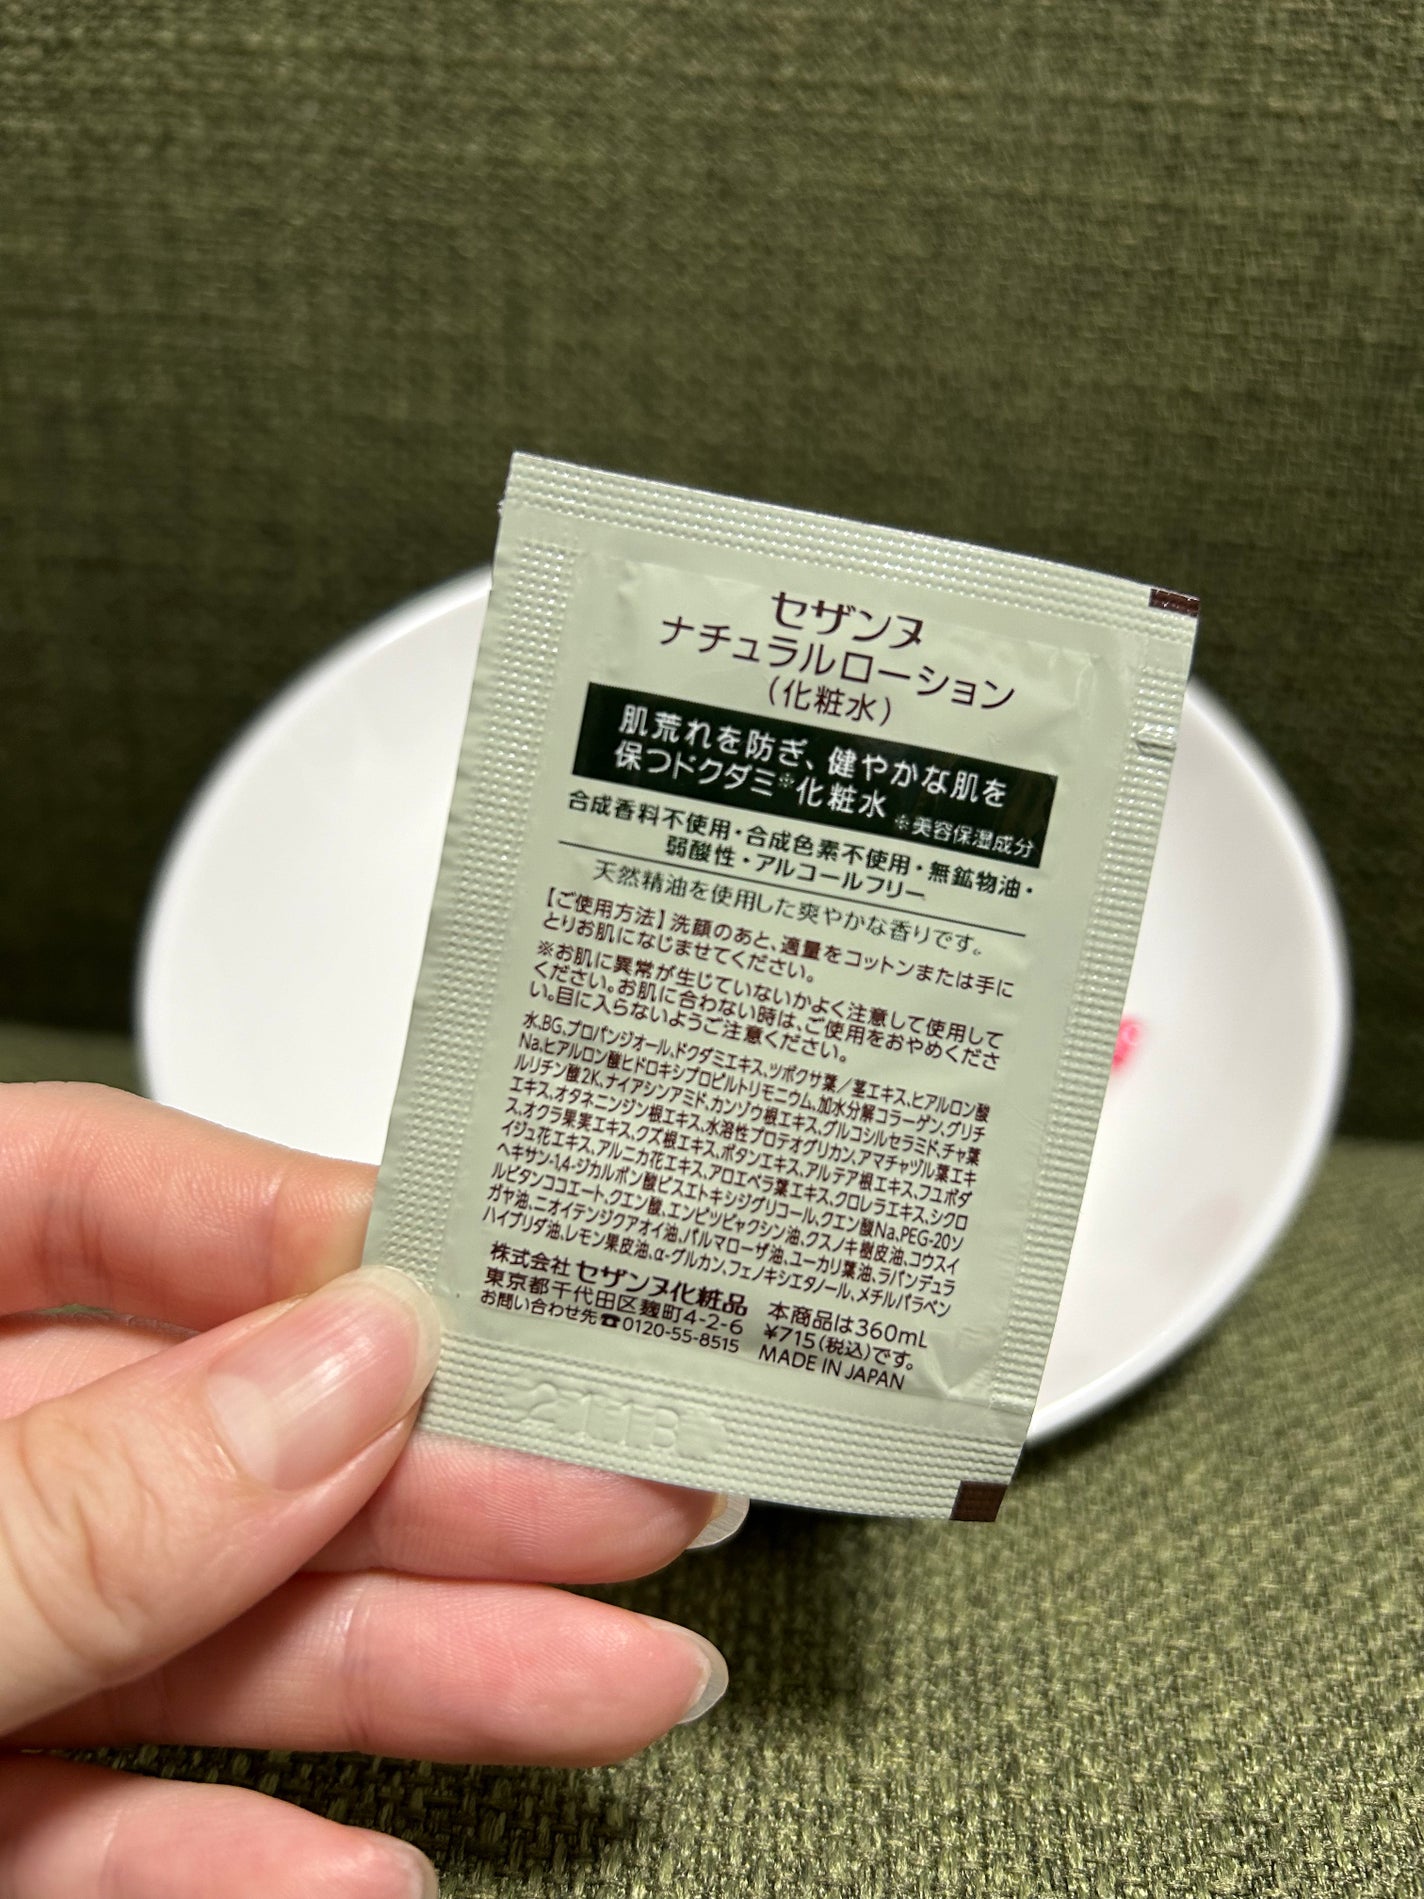 セザンヌ
ナチュラルローション
(化粧水)
肌荒れを防ぎ、健やかな肌を
保つドクダミ※化粧水 ※美容保湿成分
合成香料不使用・合成色素不使用・無鉱物油・
弱酸性・アルコールフリー
天然精油を使用した爽やかな香りです。
【ご使用方法】洗顔のあと、適量をコットンまたは手に
とりお肌になじませてください。
※お肌に異常が生じていないかよく注意して使用して
ください。お肌に合わない時は、ご使用をおやめくださ
い。目に入らないようご注意ください。
水、BG、プロパンジオール、ドクダミエキス、ツボクサ葉/茎エキス、ヒアルロン酸
Na、ヒアルロン酸ヒドロキシプロピルトリモニウム、加水分解コラーゲン、グリチ
ルリチン酸2K、ナイアシンアミド、カンゾウ根エキス、グルコシルセラミド、チャ葉
エキス、オタネニンジン根エキス、水溶性プロテオグリカン、アマチャヅル葉エキ
ス、オクラ果実エキス、クズ根エキス、ボタンエキス、アルテア根エキス、フユボダ
イジュ花エキス、アルニカ花エキス、アロエベラ葉エキス、クロレラエキス、シクロ
ヘキサン-1,4-ジカルボン酸ビスエトキシジグリコール、クエン酸Na、PEG-20ソ
ルビタンココエート、クエン酸、エンピツビャクシン油、クスノキ樹皮油、コウスイ
ガヤ油、ニオイテンジクアオイ油、パルマローザ油、ユーカリ葉油、ラバンデュラ
ハイブリダ油、レモン果皮油、α-グルカン、フェノキシエタノール、メチルパラベン
株式会社 セザンヌ化粧品 本商品は360mL
東京都千代田区麹町4-2-6 ¥715(税込)です。
お問い合わせ先☎0120-55-8515 MADE IN JAPAN